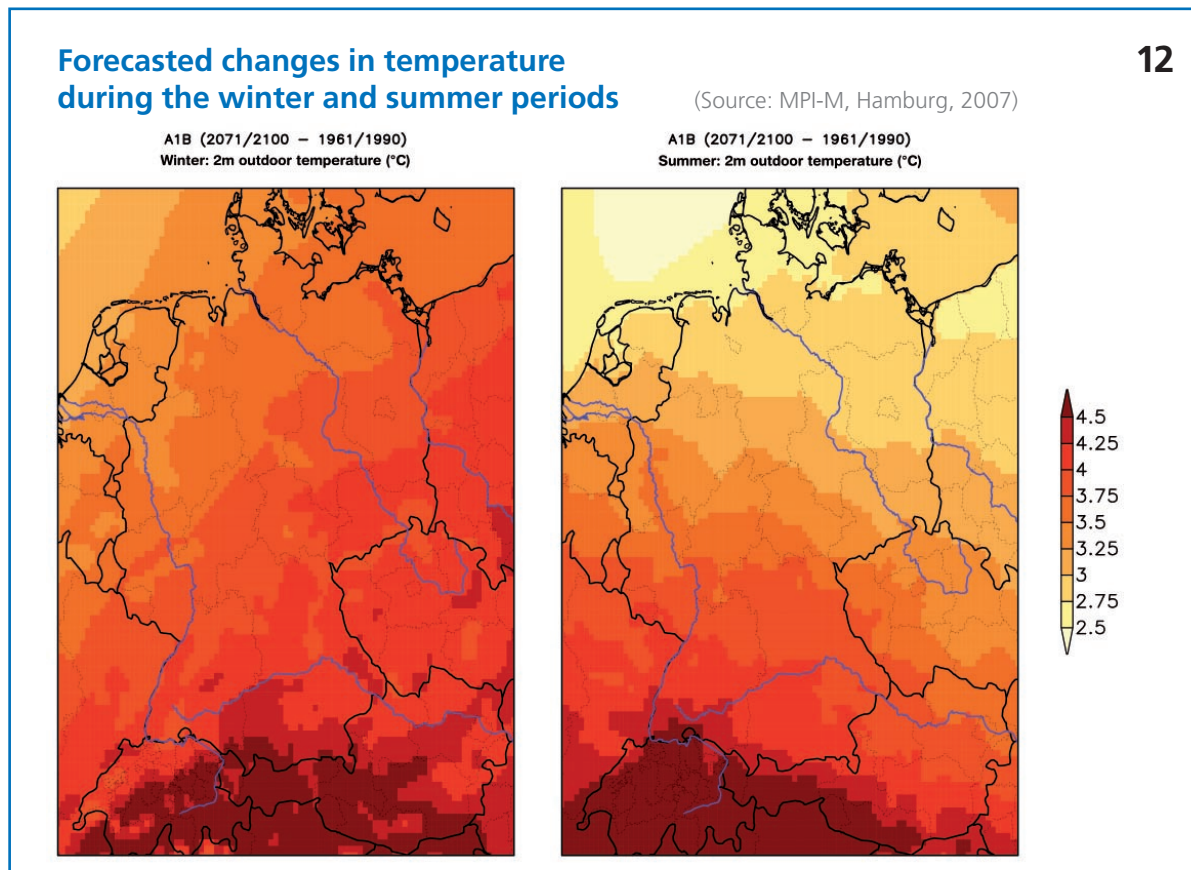 Forecasted changes in temperature
during the winter and summer periods
(Source: MPI-M, Hamburg, 2007)
12
A1B (2071/2100 – 1961/1990)
Winter: 2m outdoor temperature (°C)
A1B (2071/2100 – 1961/1990)
Summer: 2m outdoor temperature (°C)
4.5
4.25
4
3.75
3.5
3.25
3
2.75
2.5